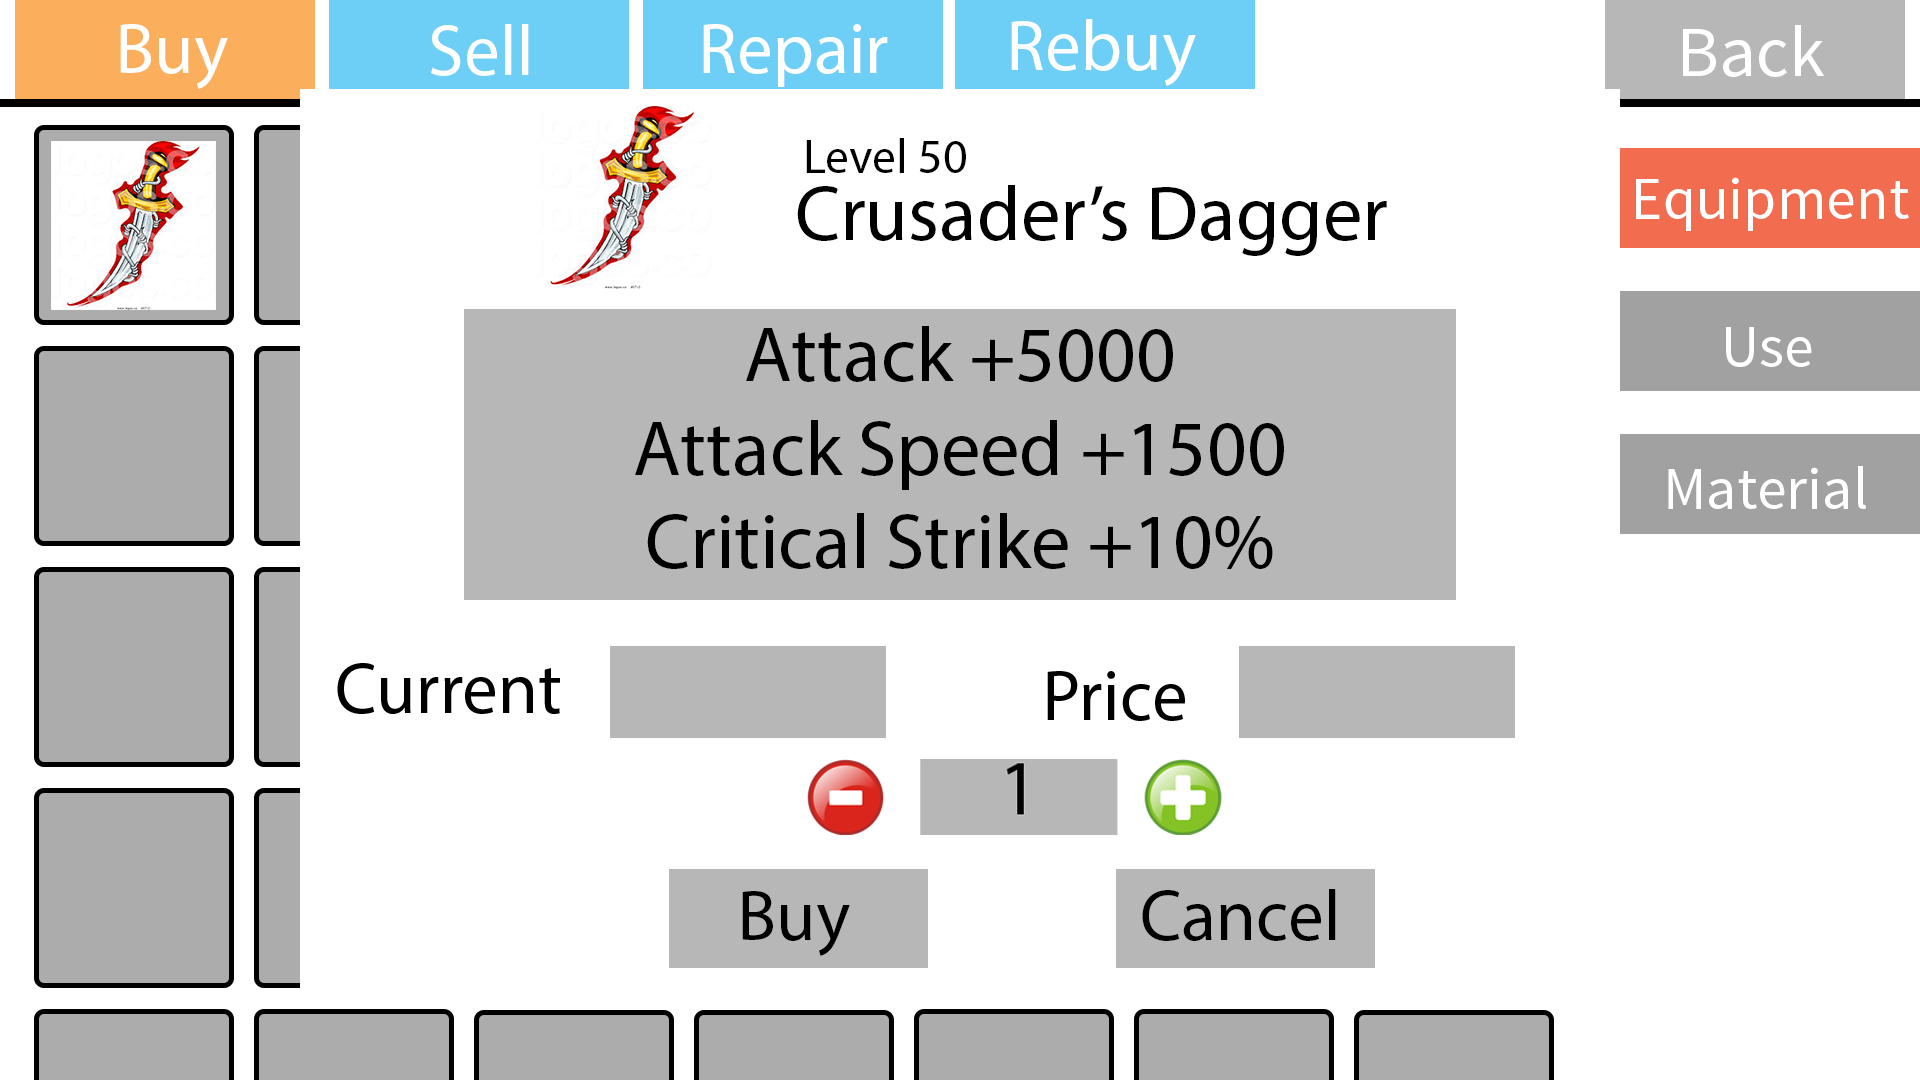 Buy
Sell
Repair
Rebuy
Back
Level 50
Crusader’s Dagger
Equipment
Use
Material
Attack +5000
Attack Speed +1500
Critical Strike +10%
Current
Price
1
Buy
Cancel